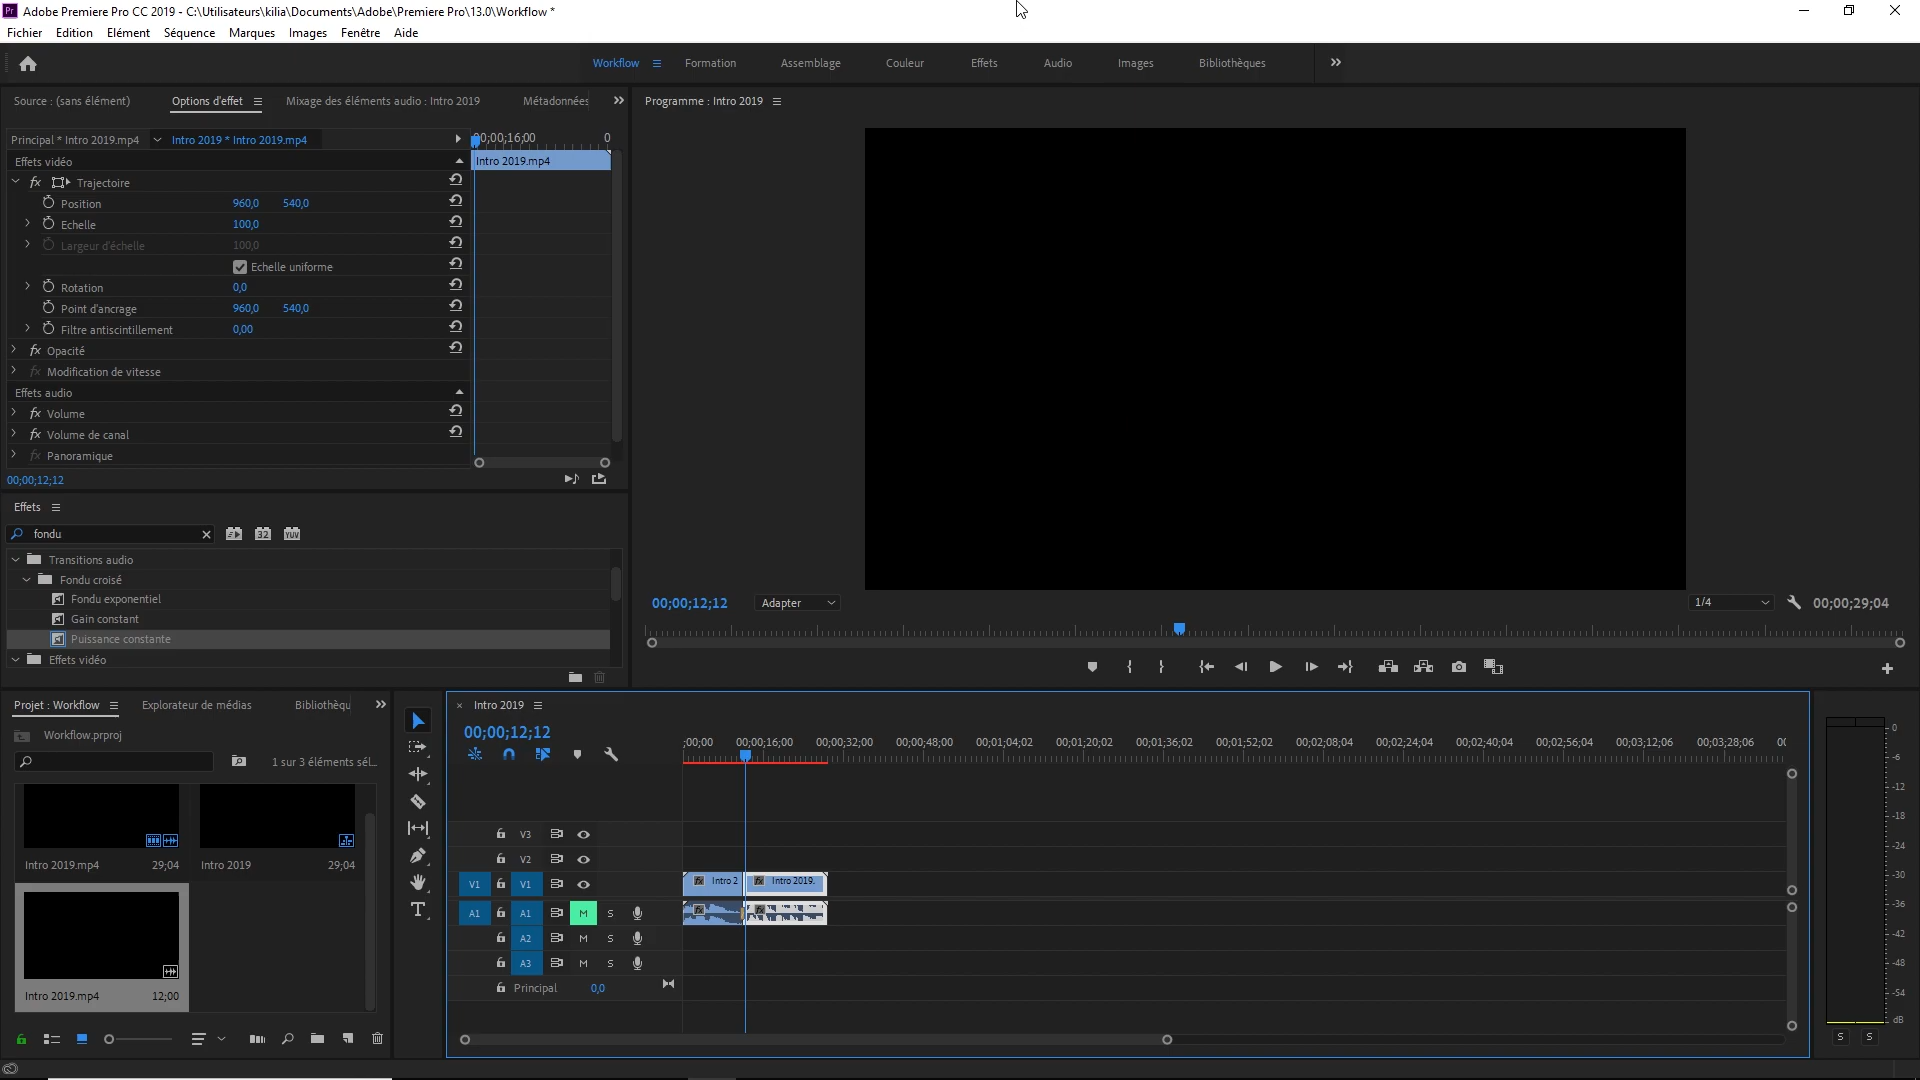 Pr Adobe Premiere Pro CC 2019 - C:\Utilisateurs\kilia\Documents\Adobe\Premiere Pro\13.0\Workflow *
Fichier Edition Elément Séquence Marques Images Fenêtre Aide
Workflow Formation Assemblage Couleur Effets Audio Images Bibliothèques
Source : (sans élément) Options d'effet Mixage des éléments audio : Intro 2019 Métadonnées
Programme : Intro 2019
Principal * Intro 2019.mp4 Intro 2019 * Intro 2019.mp4
00;00;16;00 0
Effets vidéo
Intro 2019.mp4
fx Trajectoire
Position 960,0 540,0
Echelle 100,0
Largeur d'échelle 100,0
Echelle uniforme
Rotation 0,0
Point d'ancrage 960,0 540,0
Filtre antiscintillement 0,00
fx Opacité
fx Modification de vitesse
Effets audio
fx Volume
fx Volume de canal
fx Panoramique
00;00;12;12
Effets
fondu 32 YUV
Transitions audio
Fondu croisé
Fondu exponentiel
Gain constant
Puissance constante
Effets vidéo
00;00;12;12 Adapter 1/4 00;00;29;04
Projet : Workflow Explorateur de médias Bibliothèqu
Workflow.prproj
1 sur 3 éléments sél...
Intro 2019.mp4 29;04 Intro 2019 29;04
Intro 2019.mp4 12;00
T
Intro 2019
00;00;12;12
;00;00 00;00;16;00 00;00;32;00 00;00;48;00 00;01;04;02 00;01;20;02 00;01;36;02 00;01;52;02 00;02;08;04 00;02;24;04 00;02;40;04 00;02;56;04 00;03;12;06 00;03;28;06 00
V3
V2
V1 V1 fx Intro 2 fx Intro 2019.
A1 A1 M S fx fx
A2 M S
A3 M S
Principal 0,0
0
-6
-12
-18
-24
-30
-36
-42
-48
-54
dB
S S